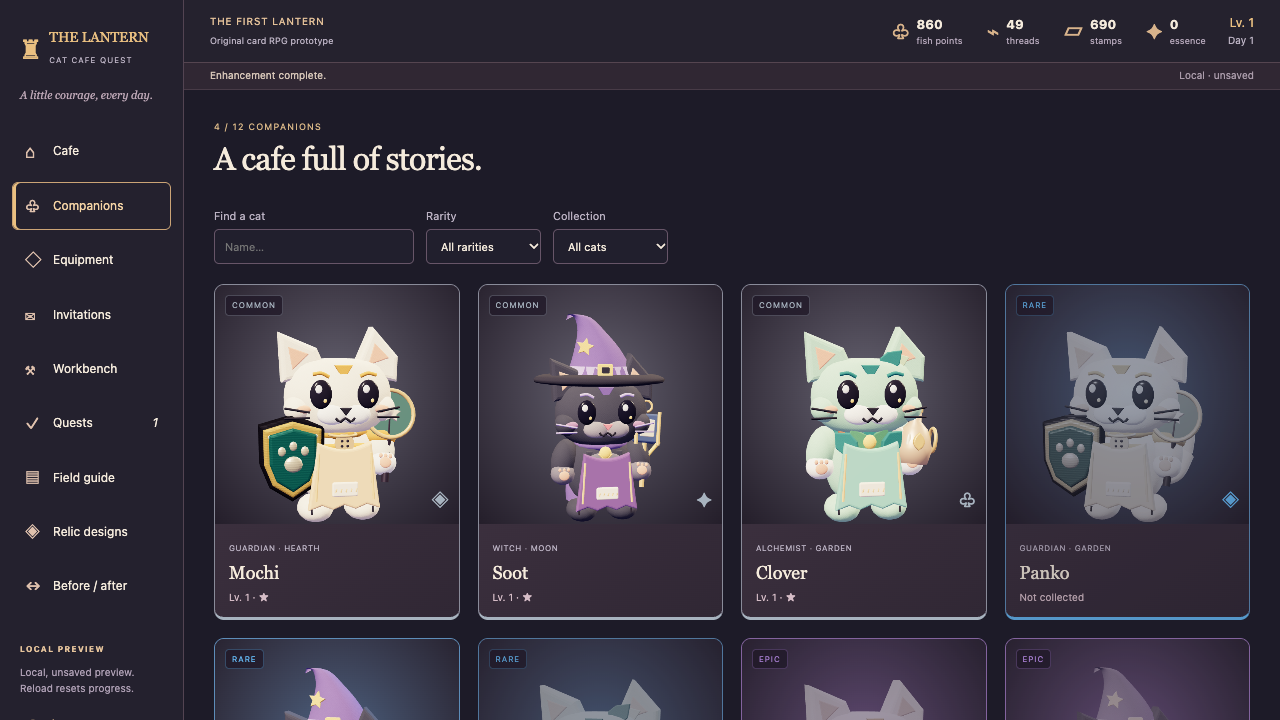 THE LANTERN
CAT CAFE QUEST
A little courage, every day.
Cafe
Companions
Equipment
Invitations
Workbench
Quests 1
Field guide
Relic designs
Before / after
LOCAL PREVIEW
Local, unsaved preview.
Reload resets progress.
THE FIRST LANTERN
Original card RPG prototype
860
fish points
49
threads
690
stamps
0
essence
Lv. 1
Day 1
Enhancement complete.
Local · unsaved
4 / 12 COMPANIONS
A cafe full of stories.
Find a cat
Name...
Rarity
All rarities
Collection
All cats
COMMON
GUARDIAN · HEARTH
Mochi
Lv. 1 · ★
COMMON
WITCH · MOON
Soot
Lv. 1 · ★
COMMON
ALCHEMIST · GARDEN
Clover
Lv. 1 · ★
RARE
GUARDIAN · GARDEN
Panko
Not collected
RARE
RARE
EPIC
EPIC